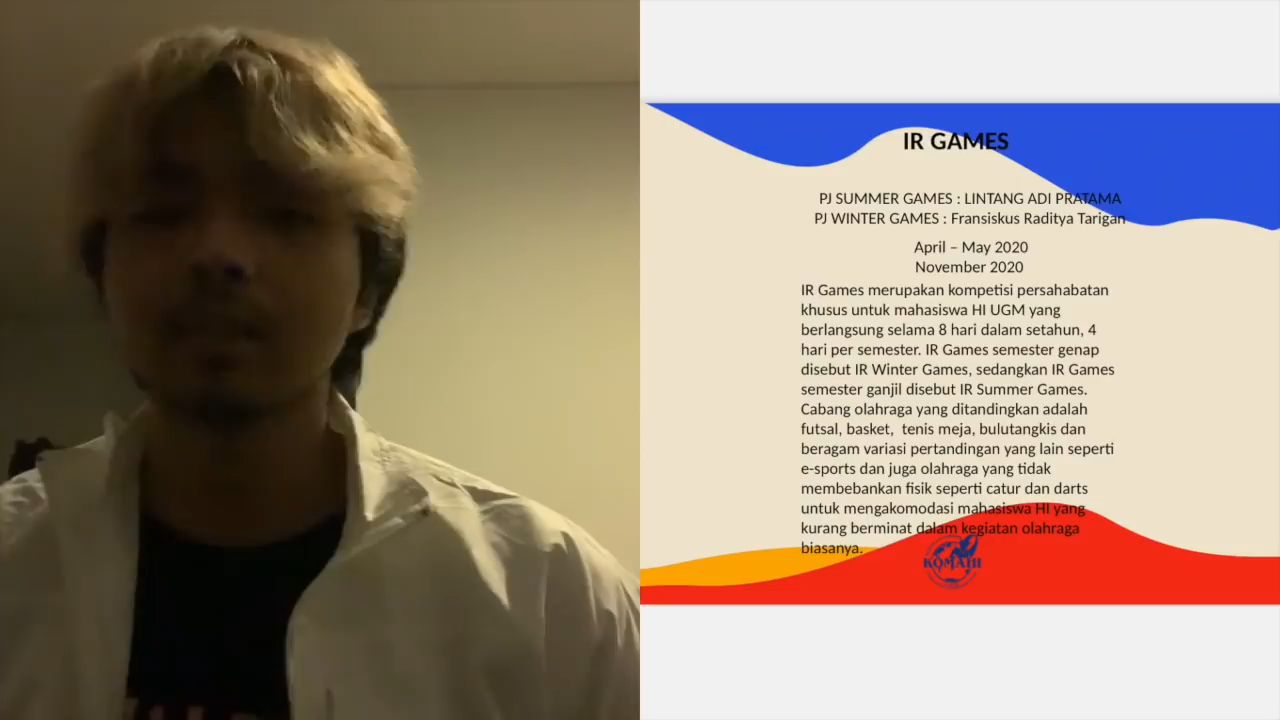 IR GAMES
PJ SUMMER GAMES : LINTANG ADI PRATAMA
PJ WINTER GAMES : Fransiskus Raditya Tarigan
April – May 2020
November 2020
IR Games merupakan kompetisi persahabatan
khusus untuk mahasiswa HI UGM yang
berlangsung selama 8 hari dalam setahun, 4
hari per semester. IR Games semester genap
disebut IR Winter Games, sedangkan IR Games
semester ganjil disebut IR Summer Games.
Cabang olahraga yang ditandingkan adalah
futsal, basket,  tenis meja, bulutangkis dan
beragam variasi pertandingan yang lain seperti
e-sports dan juga olahraga yang tidak
membebankan fisik seperti catur dan darts
untuk mengakomodasi mahasiswa HI yang
kurang berminat dalam kegiatan olahraga
biasanya.
KOMAHI